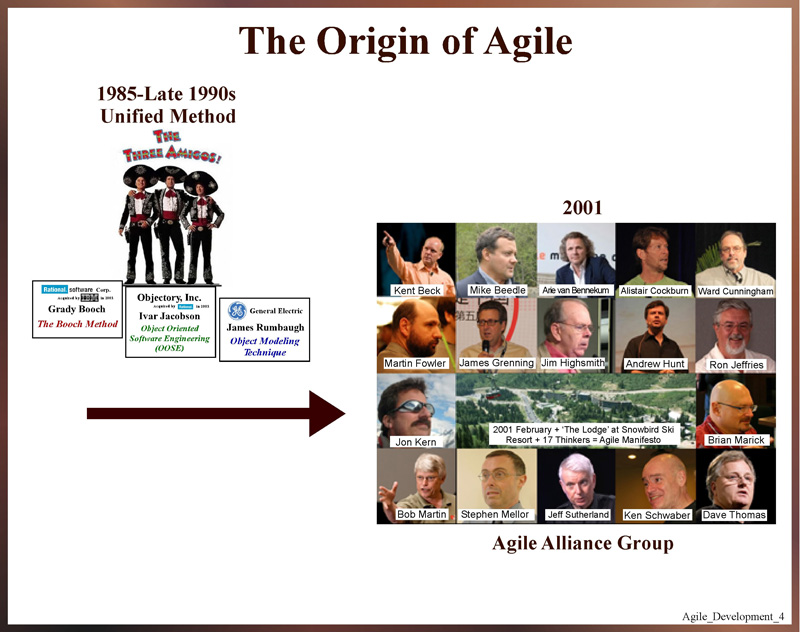 The Origin of Agile
1985-Late 1990s
Unified Method
THE
THREE AMIGOS!
Rational software Corp.
acquired by IBM in 2003
Grady Booch
The Booch Method
Objectory, Inc.
acquired by Rational in 1995
Ivar Jacobson
Object Oriented
Software Engineering
(OOSE)
GE General Electric
James Rumbaugh
Object Modeling
Technique
2001
Kent Beck
Mike Beedle
Arie van Bennekum
Alistair Cockburn
Ward Cunningham
Martin Fowler
James Grenning
Jim Highsmith
Andrew Hunt
Ron Jeffries
Jon Kern
2001 February + ‘The Lodge’ at Snowbird Ski
Resort + 17 Thinkers = Agile Manifesto
Brian Marick
Bob Martin
Stephen Mellor
Jeff Sutherland
Ken Schwaber
Dave Thomas
Agile Alliance Group
Agile_Development_4